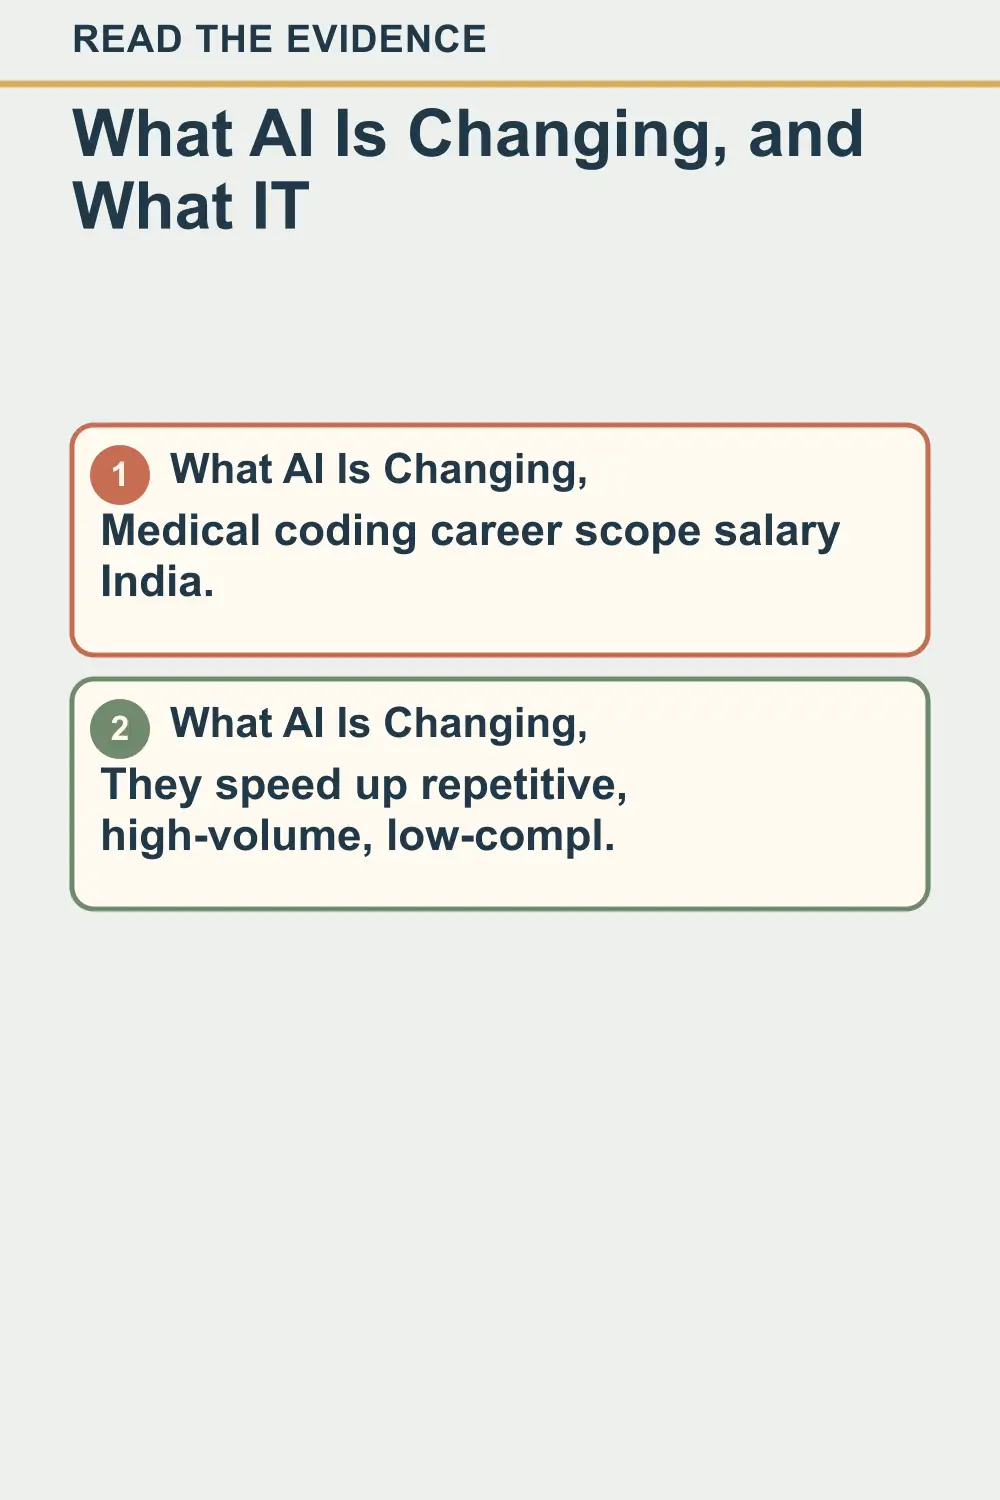 READ THE EVIDENCE
What AI Is Changing, and
What IT
1 What AI Is Changing,
Medical coding career scope salary
India.
2 What AI Is Changing,
They speed up repetitive,
high-volume, low-compl.